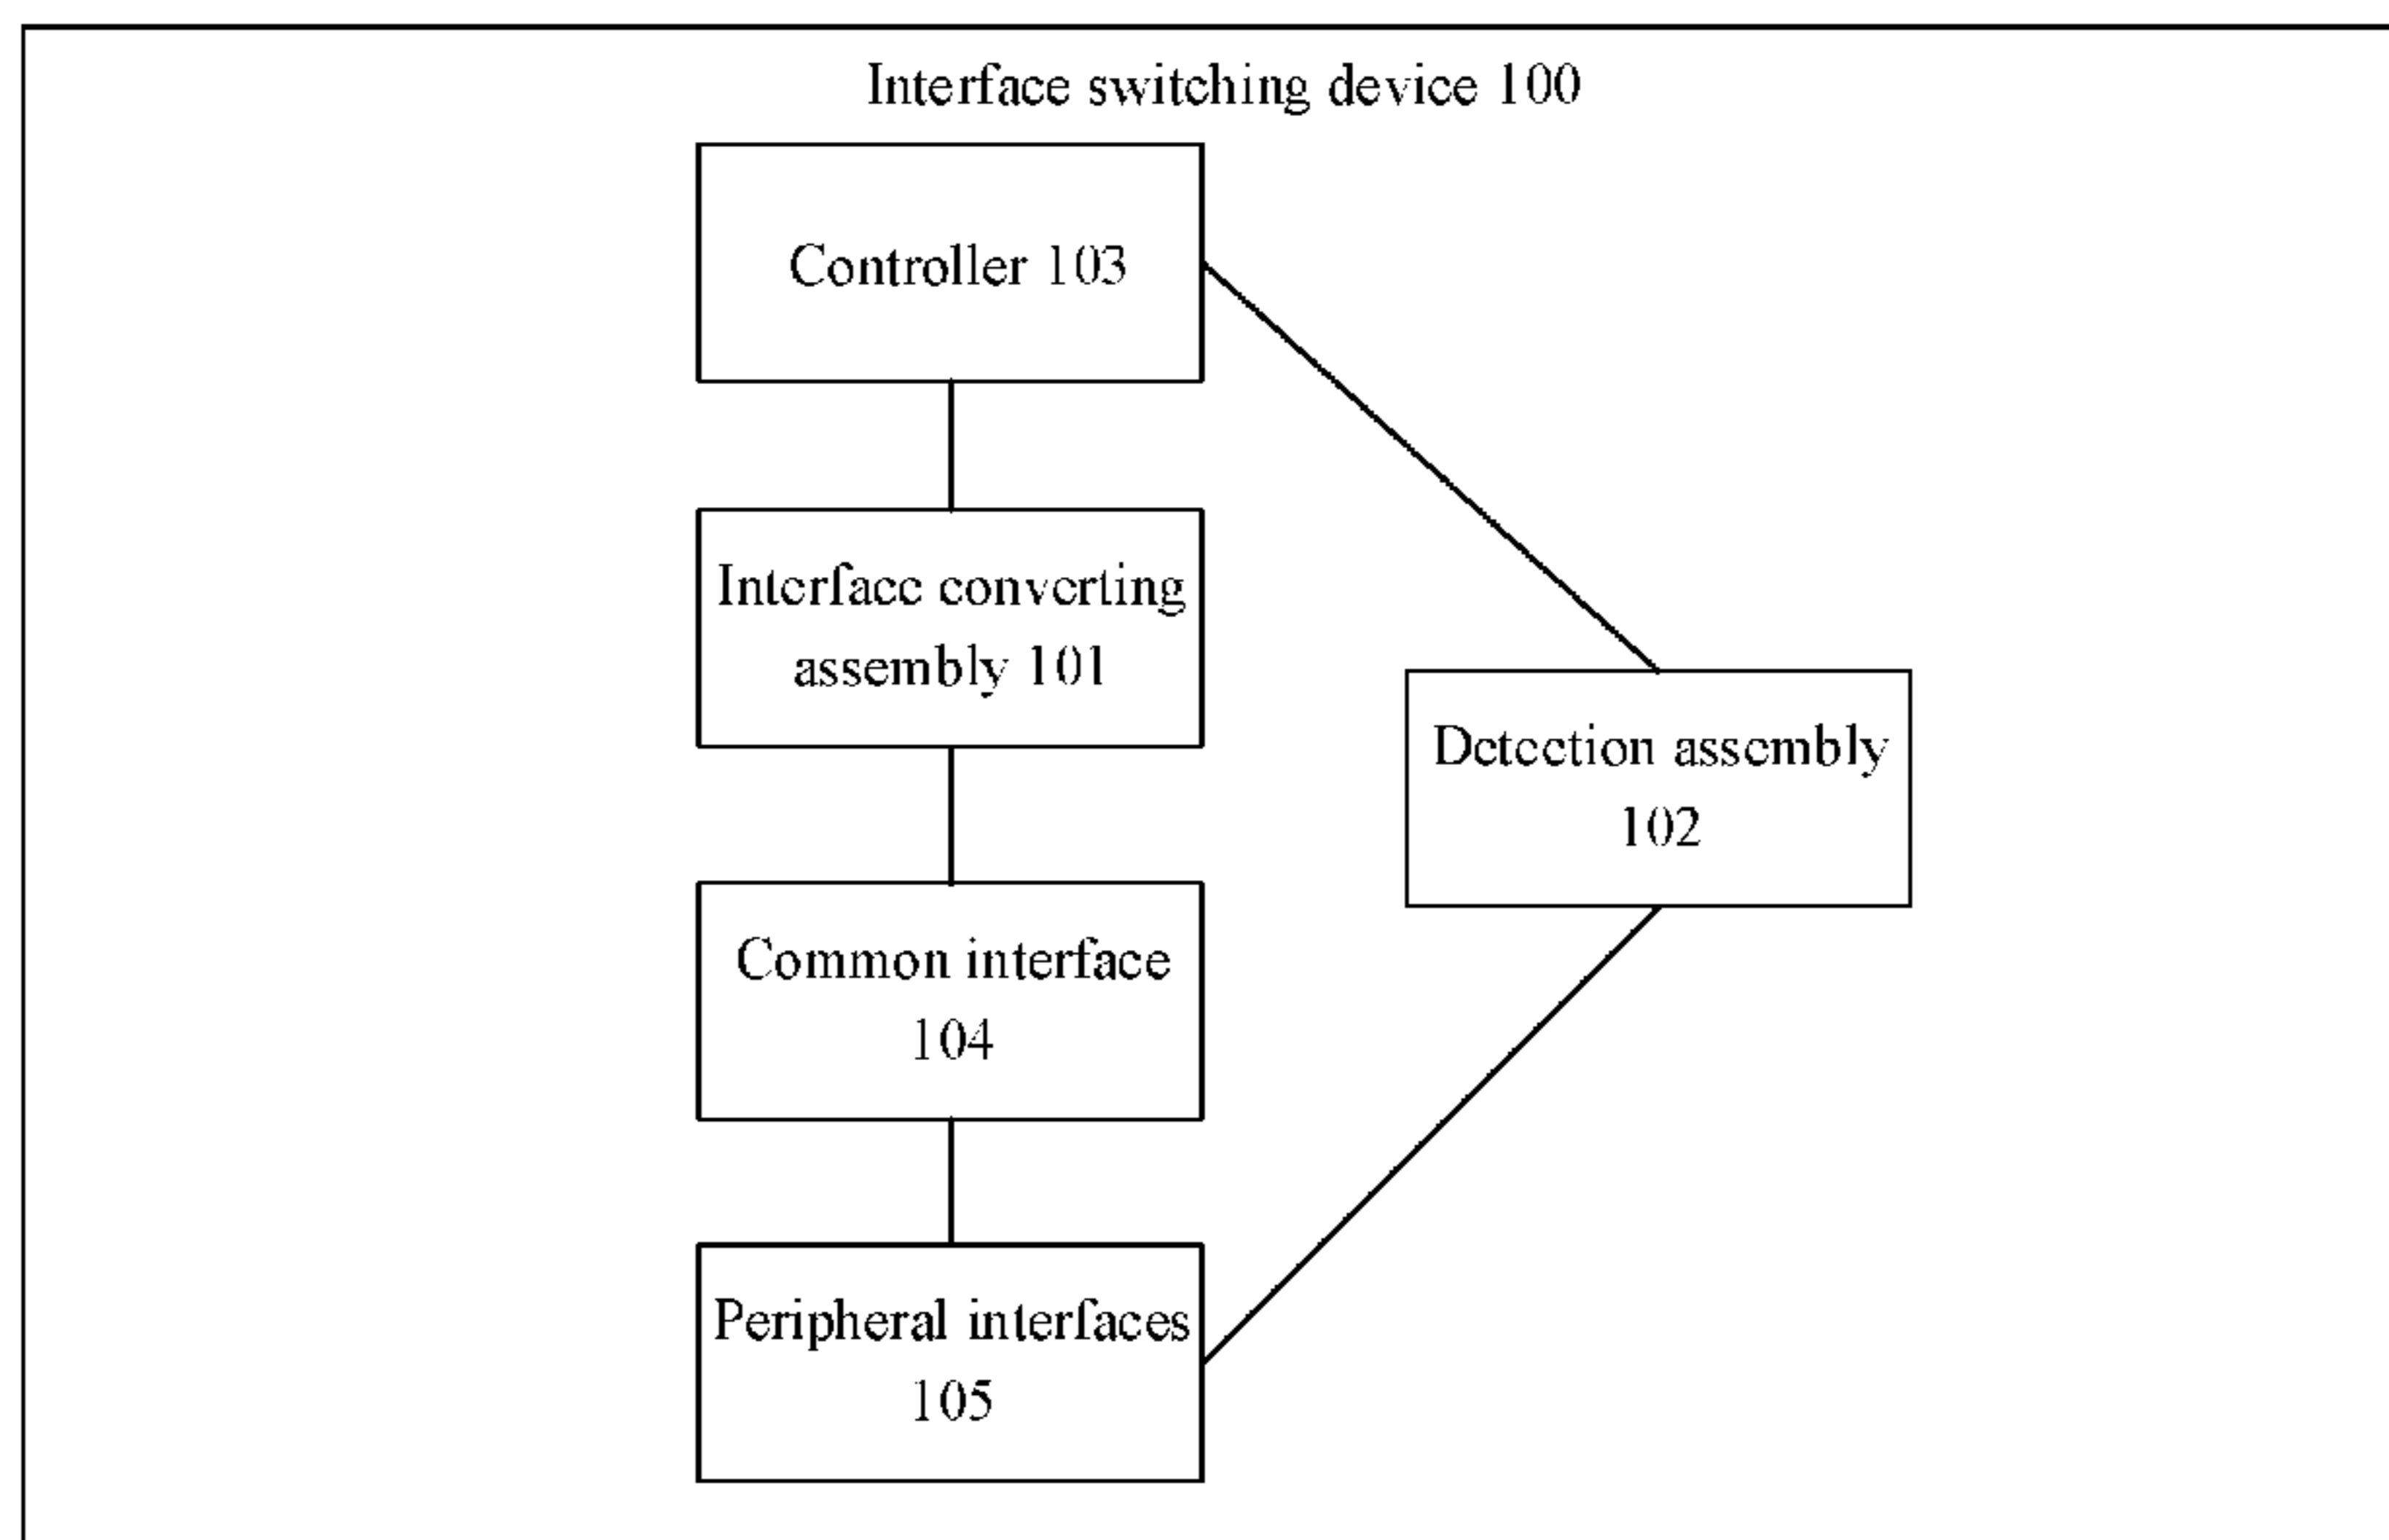 Interface switching device 100
Controller 103
Interface converting
assembly 101
Detection assembly
102
Common interface
104
Peripheral interfaces
105